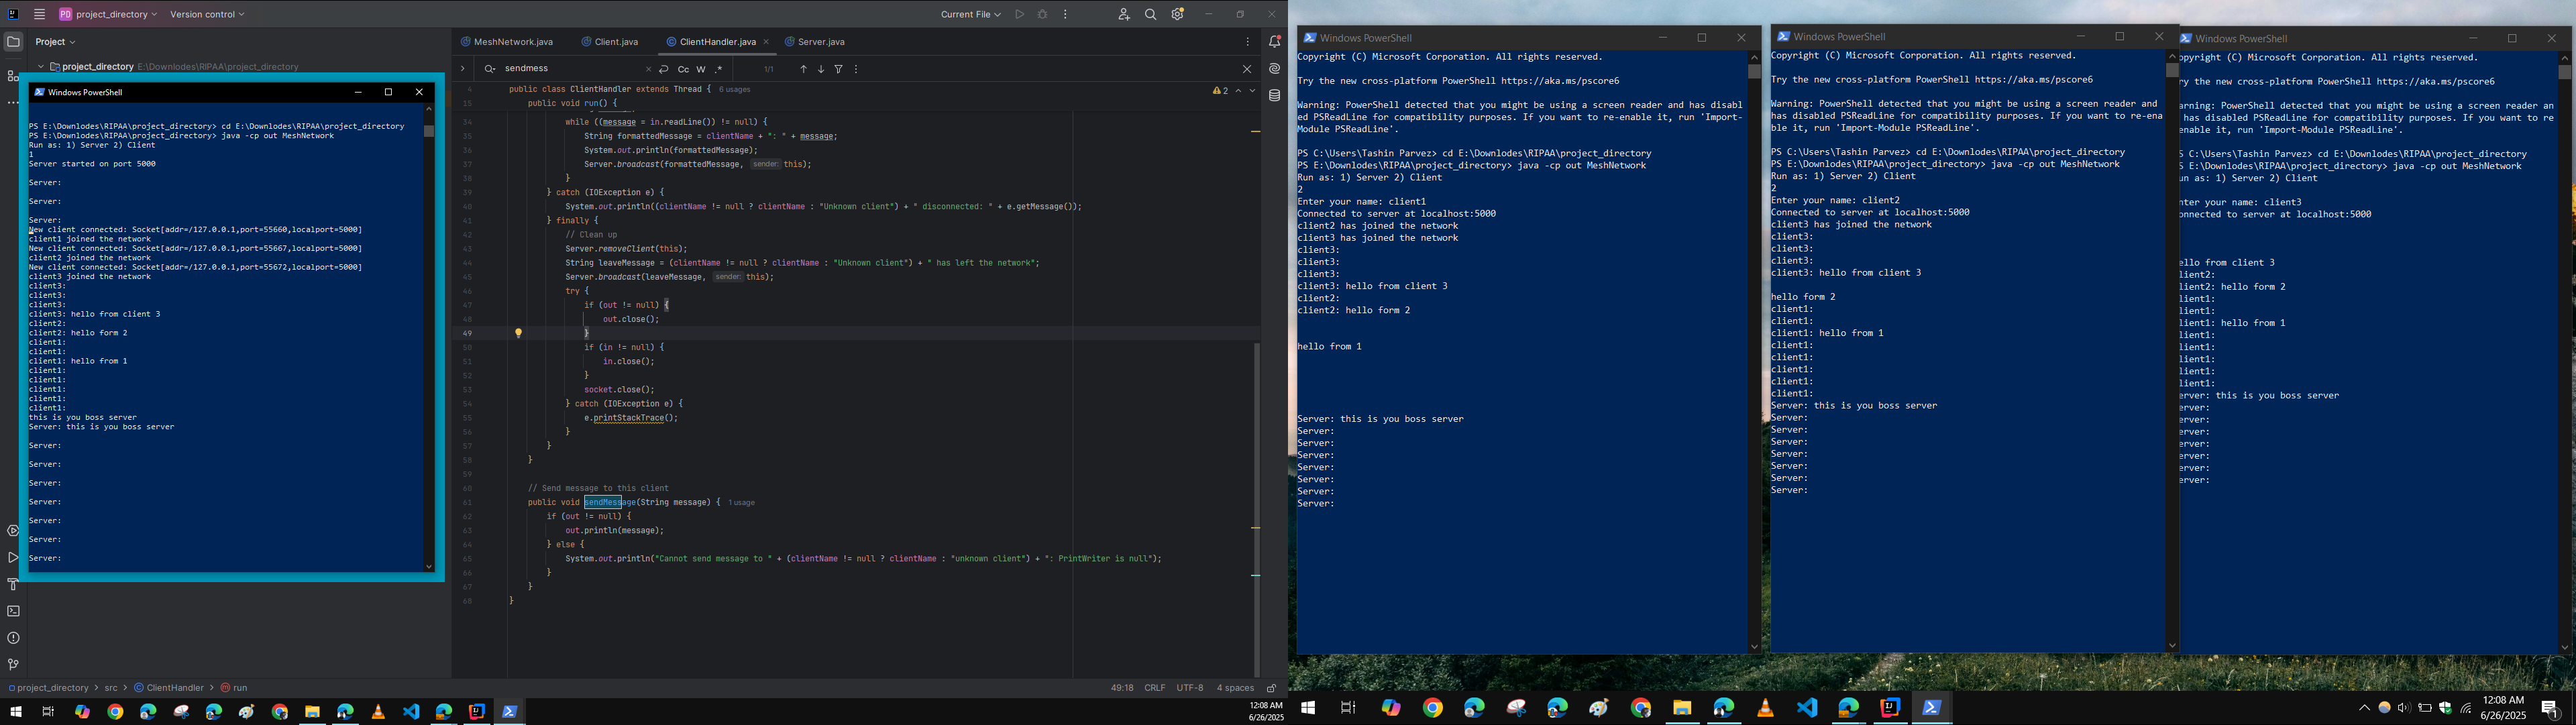 PD project_directory Version control Current File
Project
project_directory E:\Downlodes\RIPAA\project_directory
Windows PowerShell
PS E:\Downlodes\RIPAA\project_directory> cd E:\Downlodes\RIPAA\project_directory
PS E:\Downlodes\RIPAA\project_directory> java -cp out MeshNetwork
Run as: 1) Server 2) Client
1
Server started on port 5000
Server:
Server:
Server:
New client connected: Socket[addr=/127.0.0.1,port=55660,localport=5000]
client1 joined the network
New client connected: Socket[addr=/127.0.0.1,port=55667,localport=5000]
client2 joined the network
New client connected: Socket[addr=/127.0.0.1,port=55672,localport=5000]
client3 joined the network
client3:
client3:
client3:
client3: hello from client 3
client2:
client2: hello form 2
client1:
client1:
client1: hello from 1
client1:
client1:
client1:
client1:
client1:
this is you boss server
Server: this is you boss server
Server:
Server:
Server:
Server:
Server:
Server:
Server:
MeshNetwork.java Client.java ClientHandler.java Server.java
sendmess Cc W .* 1/1
4 public class ClientHandler extends Thread { 6 usages 2
15 public void run() {
34 while ((message = in.readLine()) != null) {
35 String formattedMessage = clientName + ": " + message;
36 System.out.println(formattedMessage);
37 Server.broadcast(formattedMessage, sender: this);
38 }
39 } catch (IOException e) {
40 System.out.println((clientName != null ? clientName : "Unknown client") + " disconnected: " + e.getMessage());
41 } finally {
42 // Clean up
43 Server.removeClient(this);
44 String leaveMessage = (clientName != null ? clientName : "Unknown client") + " has left the network";
45 Server.broadcast(leaveMessage, sender: this);
46 try {
47 if (out != null) {
48 out.close();
49 }
50 if (in != null) {
51 in.close();
52 }
53 socket.close();
54 } catch (IOException e) {
55 e.printStackTrace();
56 }
57 }
58 }
59
60 // Send message to this client
61 public void sendMessage(String message) { 1 usage
62 if (out != null) {
63 out.println(message);
64 } else {
65 System.out.println("Cannot send message to " + (clientName != null ? clientName : "unknown client") + ": PrintWriter is null");
66 }
67 }
68 }
project_directory > src > ClientHandler > run 49:18 CRLF UTF-8 4 spaces
12:08 AM
6/26/2025
Windows PowerShell
Copyright (C) Microsoft Corporation. All rights reserved.
Try the new cross-platform PowerShell https://aka.ms/pscore6
Warning: PowerShell detected that you might be using a screen reader and has disabl
ed PSReadLine for compatibility purposes. If you want to re-enable it, run 'Import-
Module PSReadLine'.
PS C:\Users\Tashin Parvez> cd E:\Downlodes\RIPAA\project_directory
PS E:\Downlodes\RIPAA\project_directory> java -cp out MeshNetwork
Run as: 1) Server 2) Client
2
Enter your name: client1
Connected to server at localhost:5000
client2 has joined the network
client3 has joined the network
client3:
client3:
client3:
client3: hello from client 3
client2:
client2: hello form 2
hello from 1
Server: this is you boss server
Server:
Server:
Server:
Server:
Server:
Server:
Server:
Windows PowerShell
Copyright (C) Microsoft Corporation. All rights reserved.
Try the new cross-platform PowerShell https://aka.ms/pscore6
Warning: PowerShell detected that you might be using a screen reader and
has disabled PSReadLine for compatibility purposes. If you want to re-ena
ble it, run 'Import-Module PSReadLine'.
PS C:\Users\Tashin Parvez> cd E:\Downlodes\RIPAA\project_directory
PS E:\Downlodes\RIPAA\project_directory> java -cp out MeshNetwork
Run as: 1) Server 2) Client
2
Enter your name: client2
Connected to server at localhost:5000
client3 has joined the network
client3:
client3:
client3:
client3: hello from client 3
hello form 2
client1:
client1:
client1: hello from 1
client1:
client1:
client1:
client1:
client1:
Server: this is you boss server
Server:
Server:
Server:
Server:
Server:
Server:
Server:
Windows PowerShell
opyright (C) Microsoft Corporation. All rights reserved.
ry the new cross-platform PowerShell https://aka.ms/pscore6
arning: PowerShell detected that you might be using a screen reader an
has disabled PSReadLine for compatibility purposes. If you want to re
enable it, run 'Import-Module PSReadLine'.
S C:\Users\Tashin Parvez> cd E:\Downlodes\RIPAA\project_directory
S E:\Downlodes\RIPAA\project_directory> java -cp out MeshNetwork
un as: 1) Server 2) Client
nter your name: client3
onnected to server at localhost:5000
ello from client 3
lient2:
lient2: hello form 2
lient1:
lient1:
lient1: hello from 1
lient1:
lient1:
lient1:
lient1:
lient1:
erver: this is you boss server
erver:
erver:
erver:
erver:
erver:
erver:
erver:
12:08 AM
6/26/2025
1